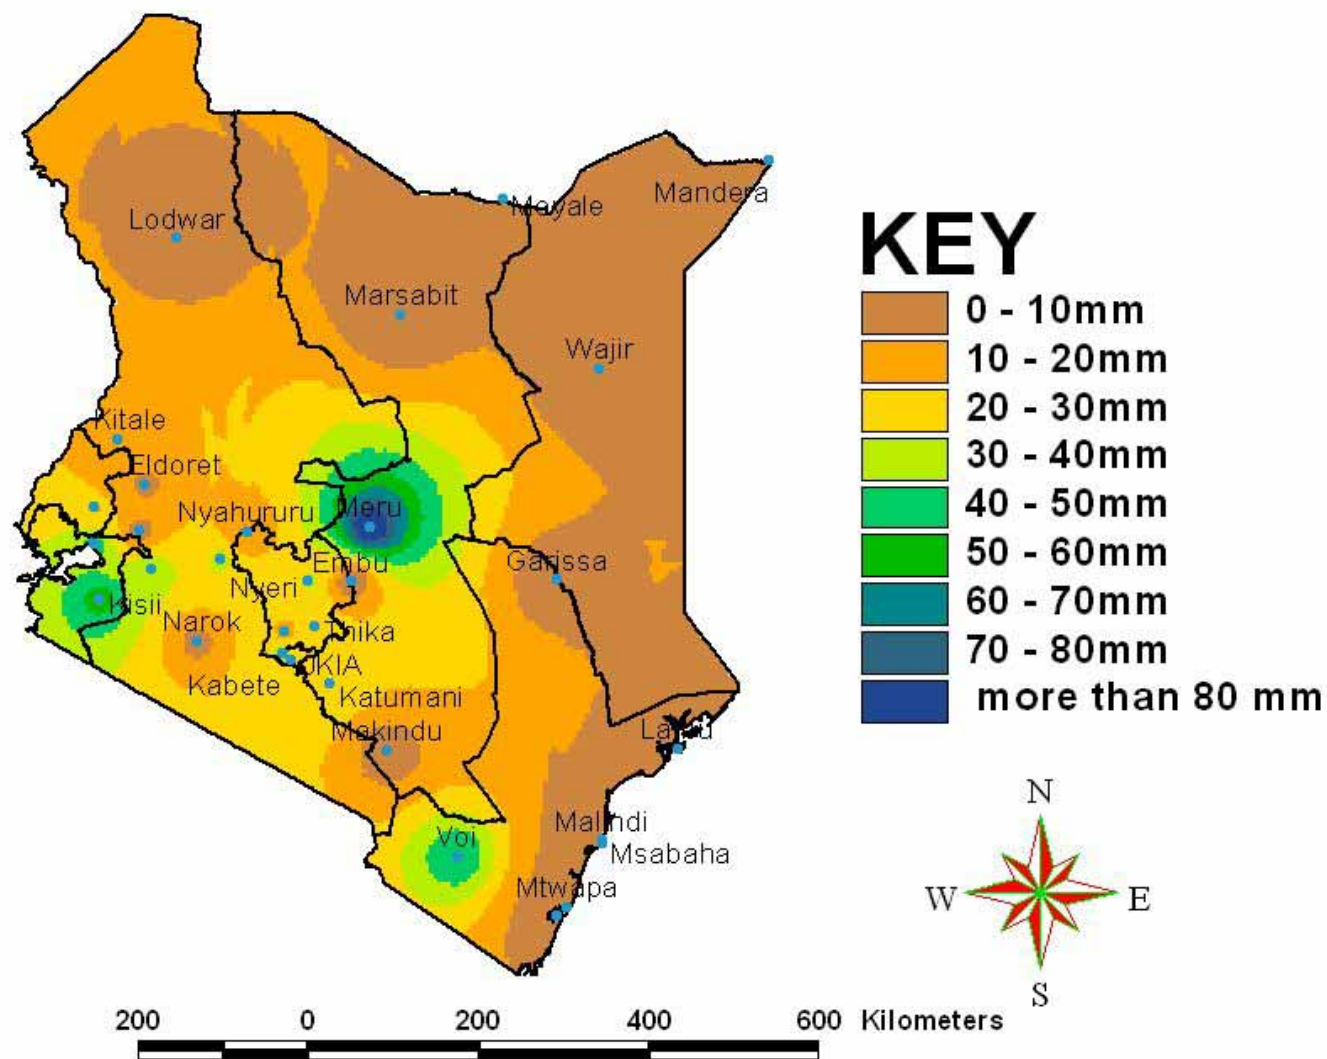 KEY
0 - 10mm
10 - 20mm
20 - 30mm
30 - 40mm
40 - 50mm
50 - 60mm
60 - 70mm
70 - 80mm
more than 80 mm
Mandera
Moyale
Lodwar
Marsabit
Wajir
Kitale
Eldoret
Nyahururu
Meru
Embu
Garissa
Nyeri
Kisii
Narok
Thika
JKIA
Kabete
Katumani
Makindu
Lamu
Malindi
Voi
Msabaha
Mtwapa
N
W
E
S
200 0 200 400 600 Kilometers